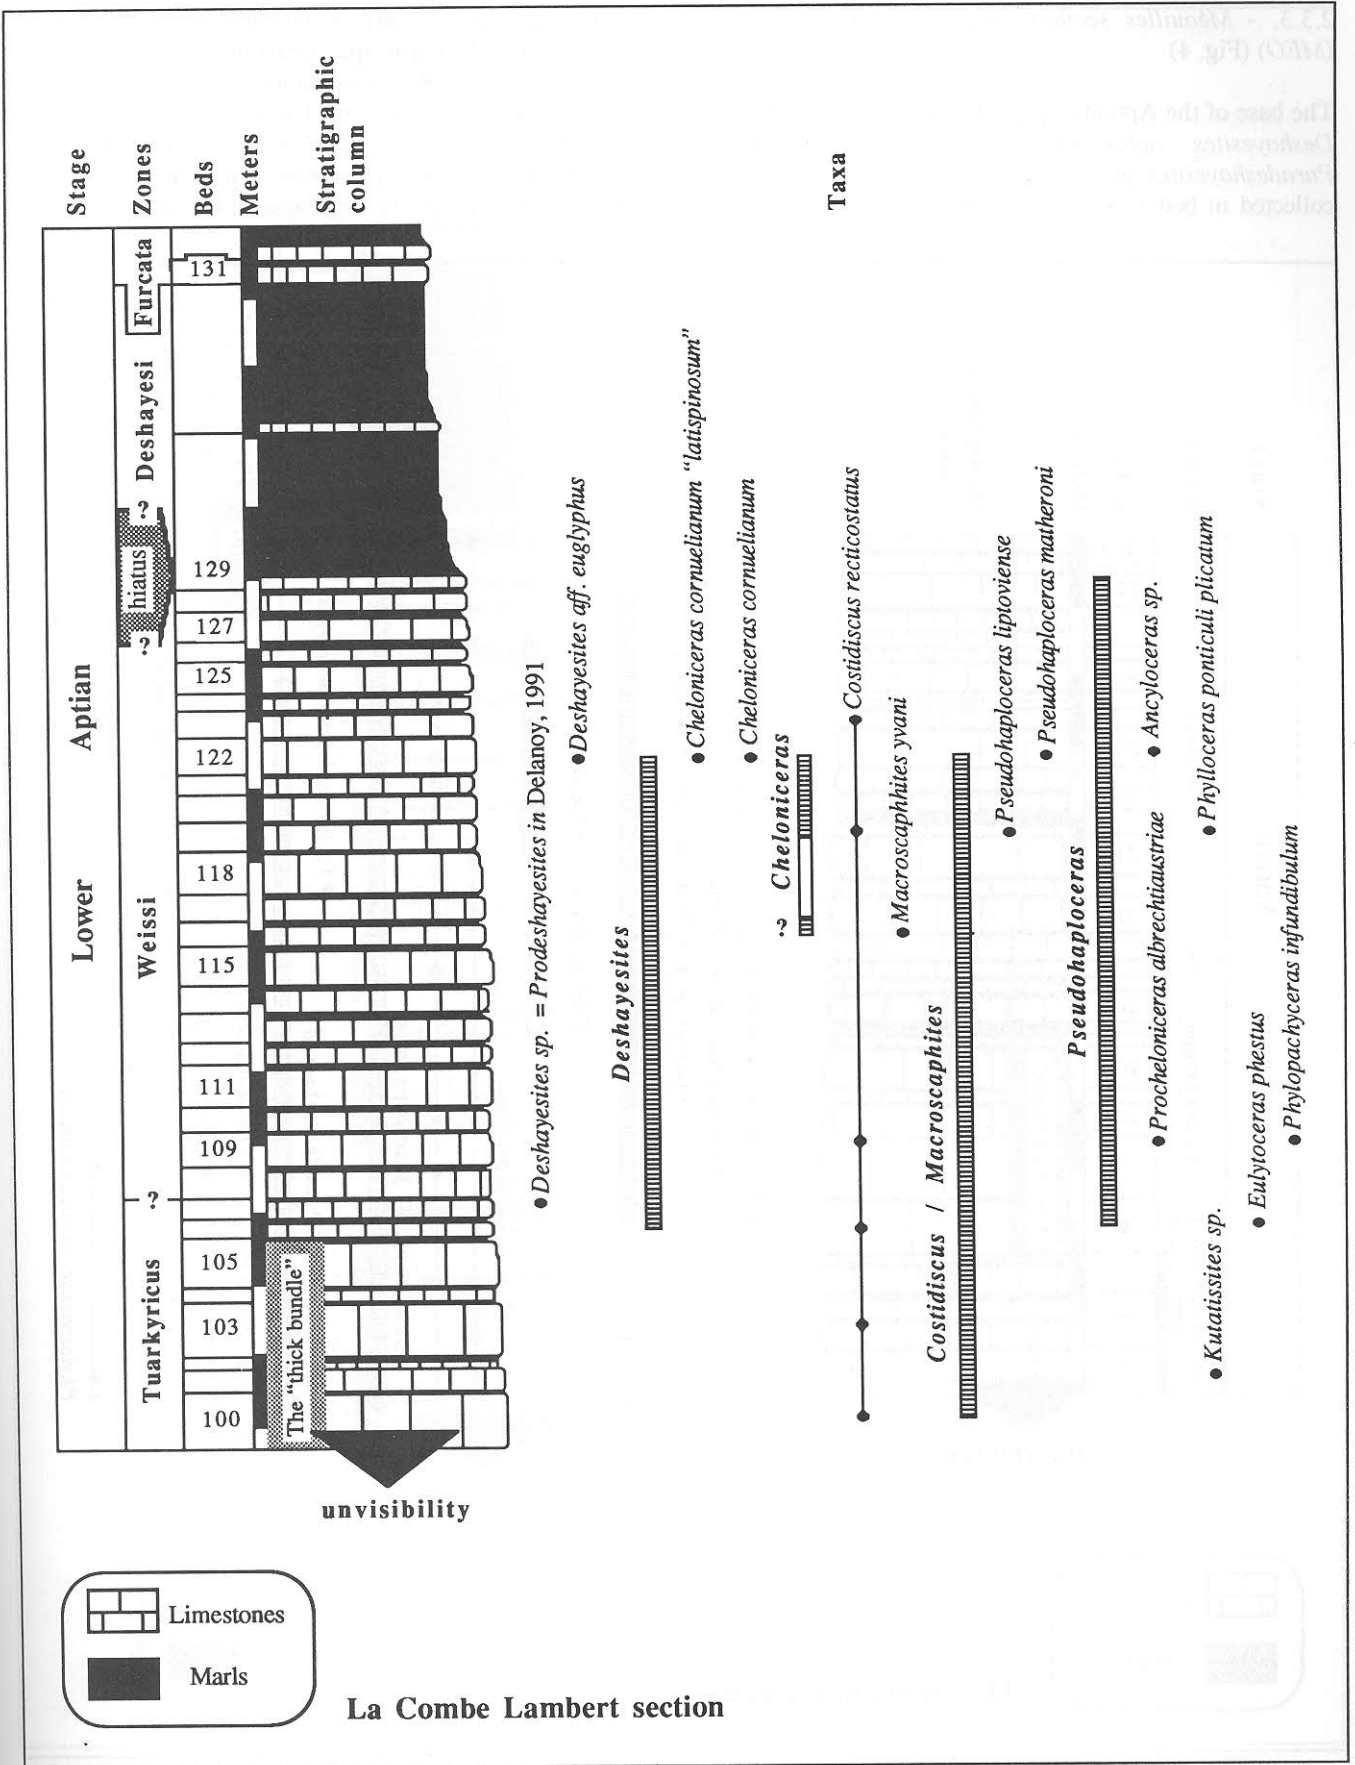 Stage
Zones
Beds
Meters
Stratigraphic
column
Taxa
Lower Aptian
Furcata
Deshayesi
?
hiatus
?
Weissi
?
Tuarkyricus
131
129
127
125
122
118
115
111
109
105
103
100
The "thick bundle"
unvisibility
Deshayesites sp. = Prodeshayesites in Delanoy, 1991
Deshayesites aff. euglyphus
Deshayesites
Cheloniceras cornuelianum "latispinosum"
Cheloniceras cornuelianum
? Cheloniceras
Costidiscus recticostatus
Macroscaphhites yvani
Costidiscus / Macroscaphites
Pseudohaploceras liptoviense
Pseudohaploceras matheroni
Pseudohaploceras
Procheloniceras albrechtiaustriae
Ancyloceras sp.
Kutatissites sp.
Phylloceras ponticuli plicatum
Eulytoceras phestus
Phylopachyceras infundibulum
Limestones
Marls
La Combe Lambert section